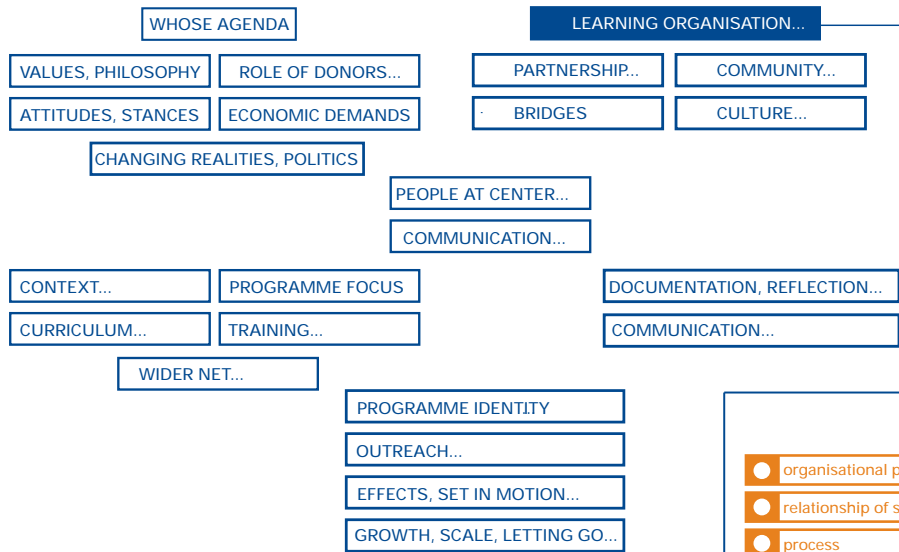 WHOSE AGENDA
LEARNING ORGANISATION...
VALUES, PHILOSOPHY
ROLE OF DONORS...
PARTNERSHIP...
COMMUNITY...
ATTITUDES, STANCES
ECONOMIC DEMANDS
BRIDGES
CULTURE...
CHANGING REALITIES, POLITICS
PEOPLE AT CENTER...
COMMUNICATION...
CONTEXT...
PROGRAMME FOCUS
DOCUMENTATION, REFLECTION...
CURRICULUM...
TRAINING...
COMMUNICATION...
WIDER NET...
PROGRAMME IDENTITY
OUTREACH...
EFFECTS, SET IN MOTION...
GROWTH, SCALE, LETTING GO...
organisational
relationship of
process